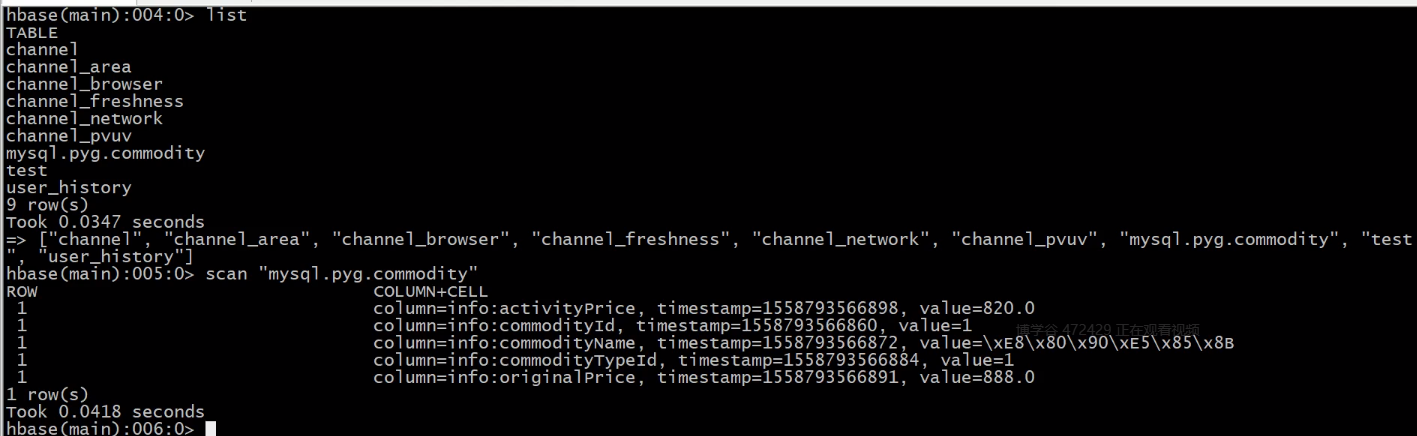 hbase(main):004:0> list
TABLE
channel
channel_area
channel_browser
channel_freshness
channel_network
channel_pvuv
mysql.pyg.commodity
test
user_history
9 row(s)
Took 0.0347 seconds
=> ["channel", "channel_area", "channel_browser", "channel_freshness", "channel_network", "channel_pvuv", "mysql.pyg.commodity", "test
", "user_history"]
hbase(main):005:0> scan "mysql.pyg.commodity"
ROW COLUMN+CELL
1 column=info:activityPrice, timestamp=1558793566898, value=820.0
1 column=info:commodityId, timestamp=1558793566860, value=1
博学谷 472429 正在观看视频
1 column=info:commodityName, timestamp=1558793566872, value=\xE8\x80\x90\xE5\x85\x8B
1 column=info:commodityTypeId, timestamp=1558793566884, value=1
1 column=info:originalPrice, timestamp=1558793566891, value=888.0
1 row(s)
Took 0.0418 seconds
hbase(main):006:0>